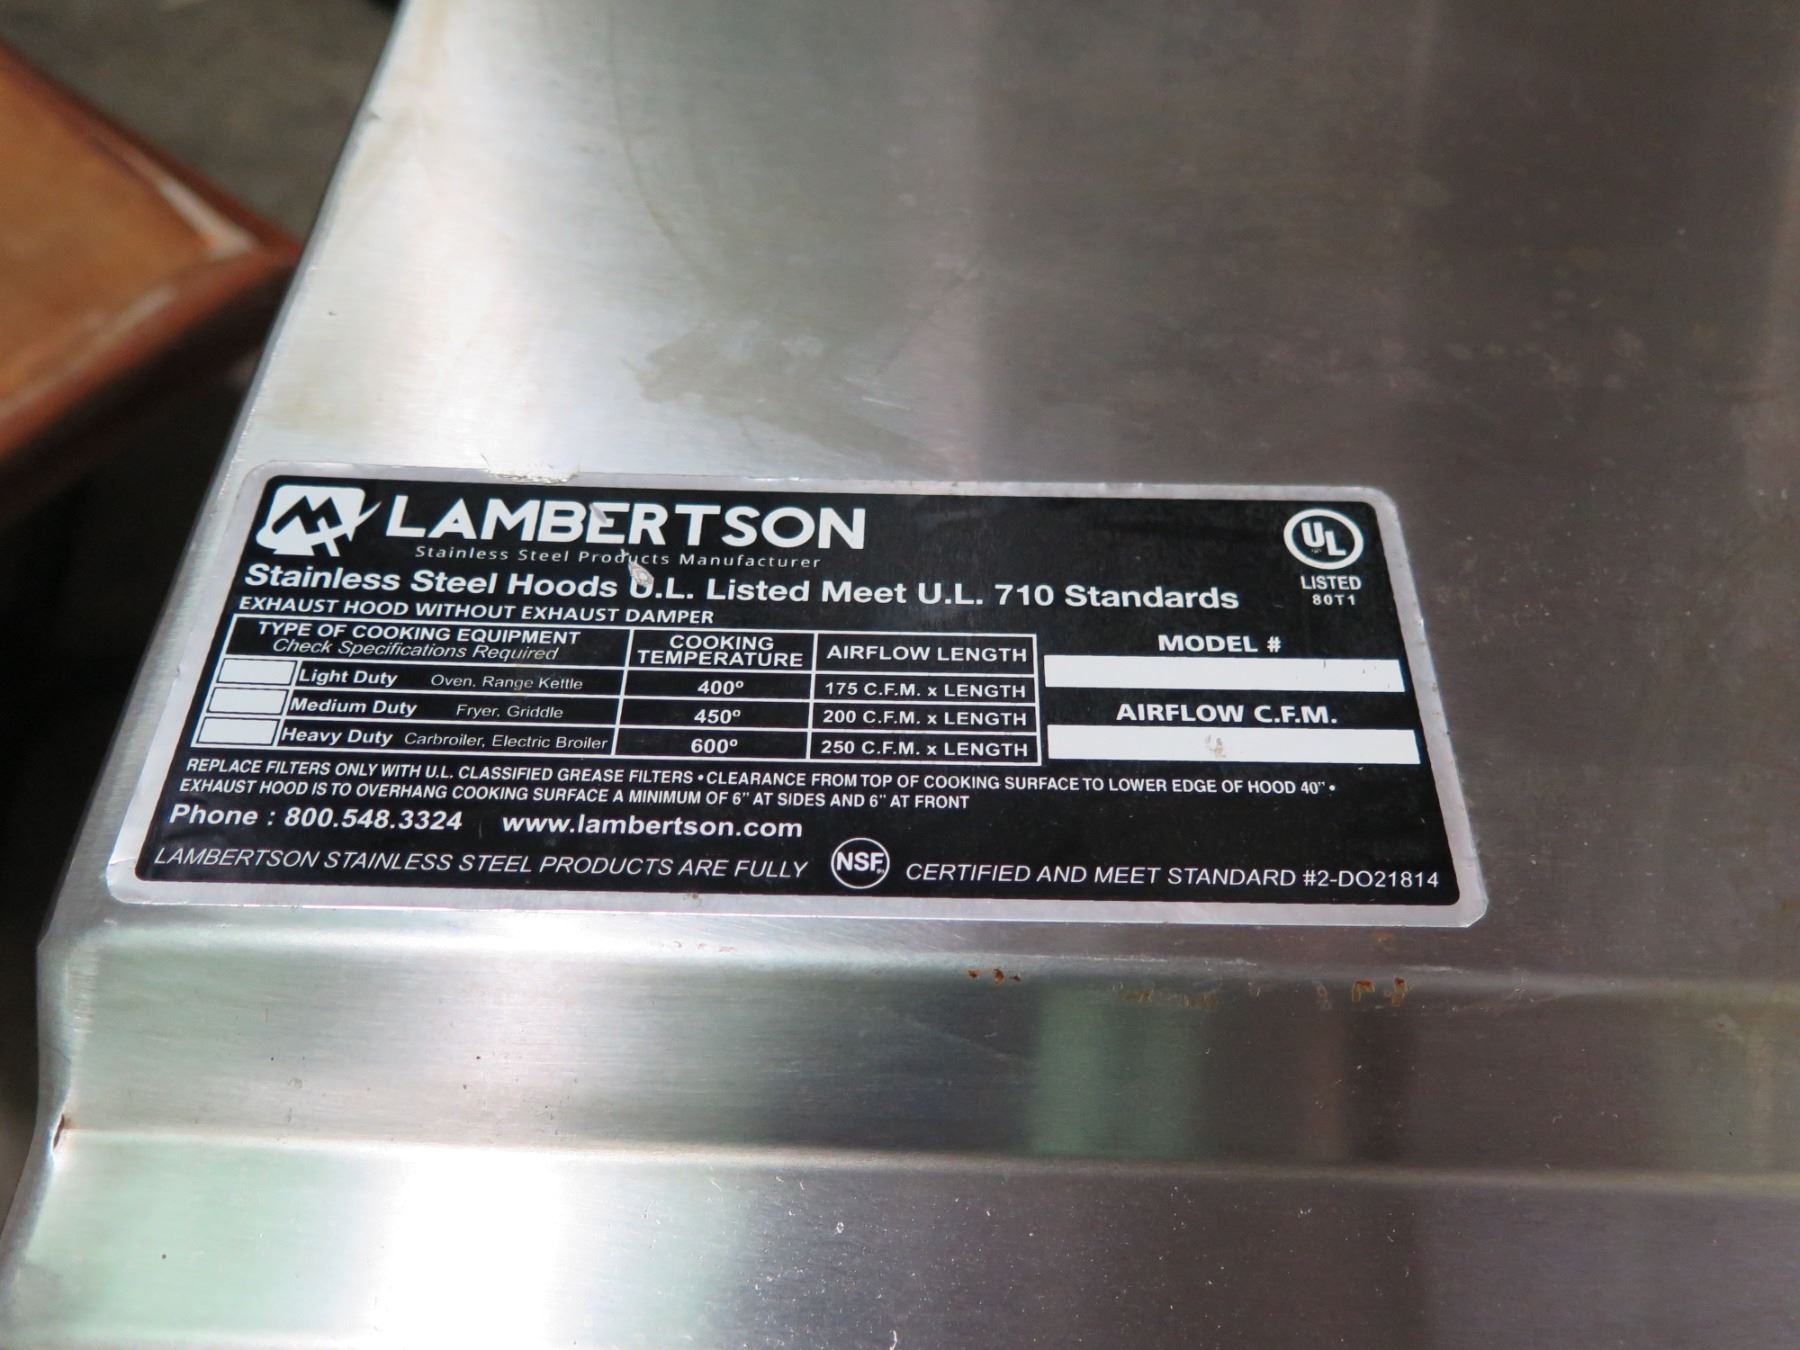 LAMBERTSON
Stainless Steel Products Manufacturer
Stainless Steel Hoods U.L. Listed Meet U.L. 710 Standards
UL
LISTED
80T1
EXHAUST HOOD WITHOUT EXHAUST DAMPER
TYPE OF COOKING EQUIPMENT
Check Specifications Required
COOKING
TEMPERATURE
AIRFLOW LENGTH
Light Duty Oven, Range Kettle 400° 175 C.F.M. x LENGTH
Medium Duty Fryer, Griddle 450° 200 C.F.M. x LENGTH
Heavy Duty Carbroiler, Electric Broiler 600° 250 C.F.M. x LENGTH
MODEL #
AIRFLOW C.F.M.
REPLACE FILTERS ONLY WITH U.L. CLASSIFIED GREASE FILTERS • CLEARANCE FROM TOP OF COOKING SURFACE TO LOWER EDGE OF HOOD 40" •
EXHAUST HOOD IS TO OVERHANG COOKING SURFACE A MINIMUM OF 6" AT SIDES AND 6" AT FRONT
Phone : 800.548.3324 www.lambertson.com
LAMBERTSON STAINLESS STEEL PRODUCTS ARE FULLY NSF CERTIFIED AND MEET STANDARD #2-DO21814